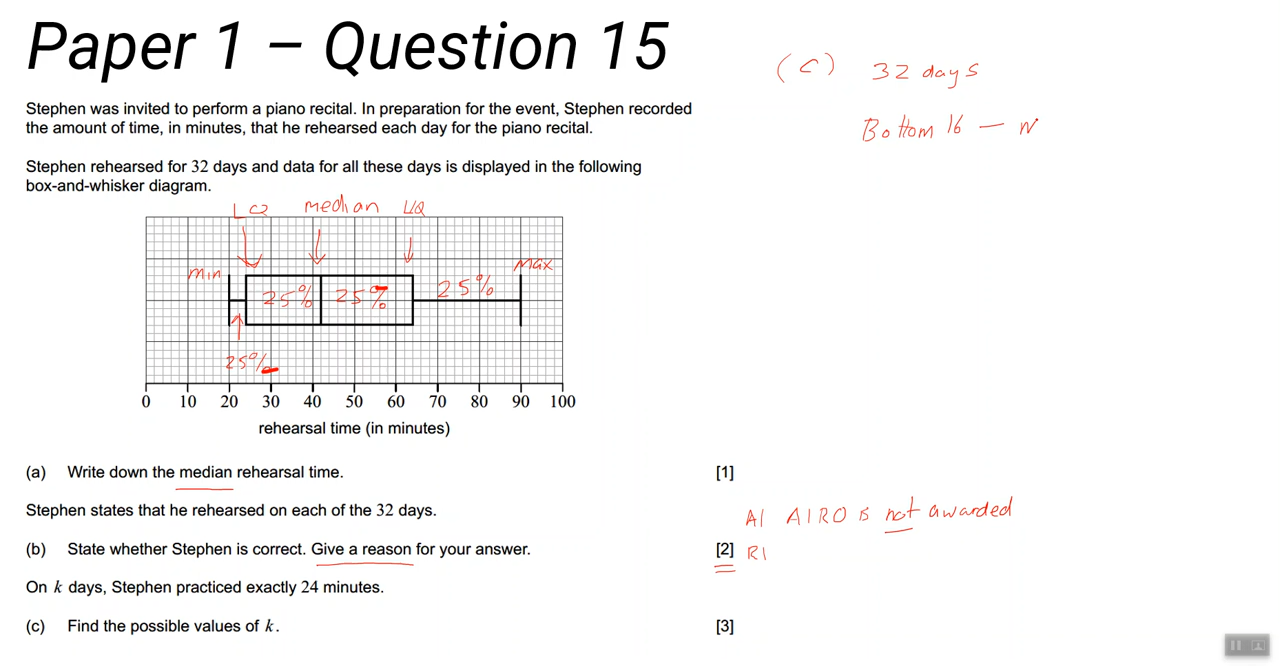 Paper 1 – Question 15
(c) 32 days
Bottom 16 — N
Stephen was invited to perform a piano recital. In preparation for the event, Stephen recorded
the amount of time, in minutes, that he rehearsed each day for the piano recital.
Stephen rehearsed for 32 days and data for all these days is displayed in the following
box-and-whisker diagram.
LQ median UQ
min max
25% 25% 25%
25%
0 10 20 30 40 50 60 70 80 90 100
rehearsal time (in minutes)
(a) Write down the median rehearsal time. [1]
Stephen states that he rehearsed on each of the 32 days.
A1 A1R0 is not awarded
(b) State whether Stephen is correct. Give a reason for your answer. [2] R1
On k days, Stephen practiced exactly 24 minutes.
(c) Find the possible values of k. [3]